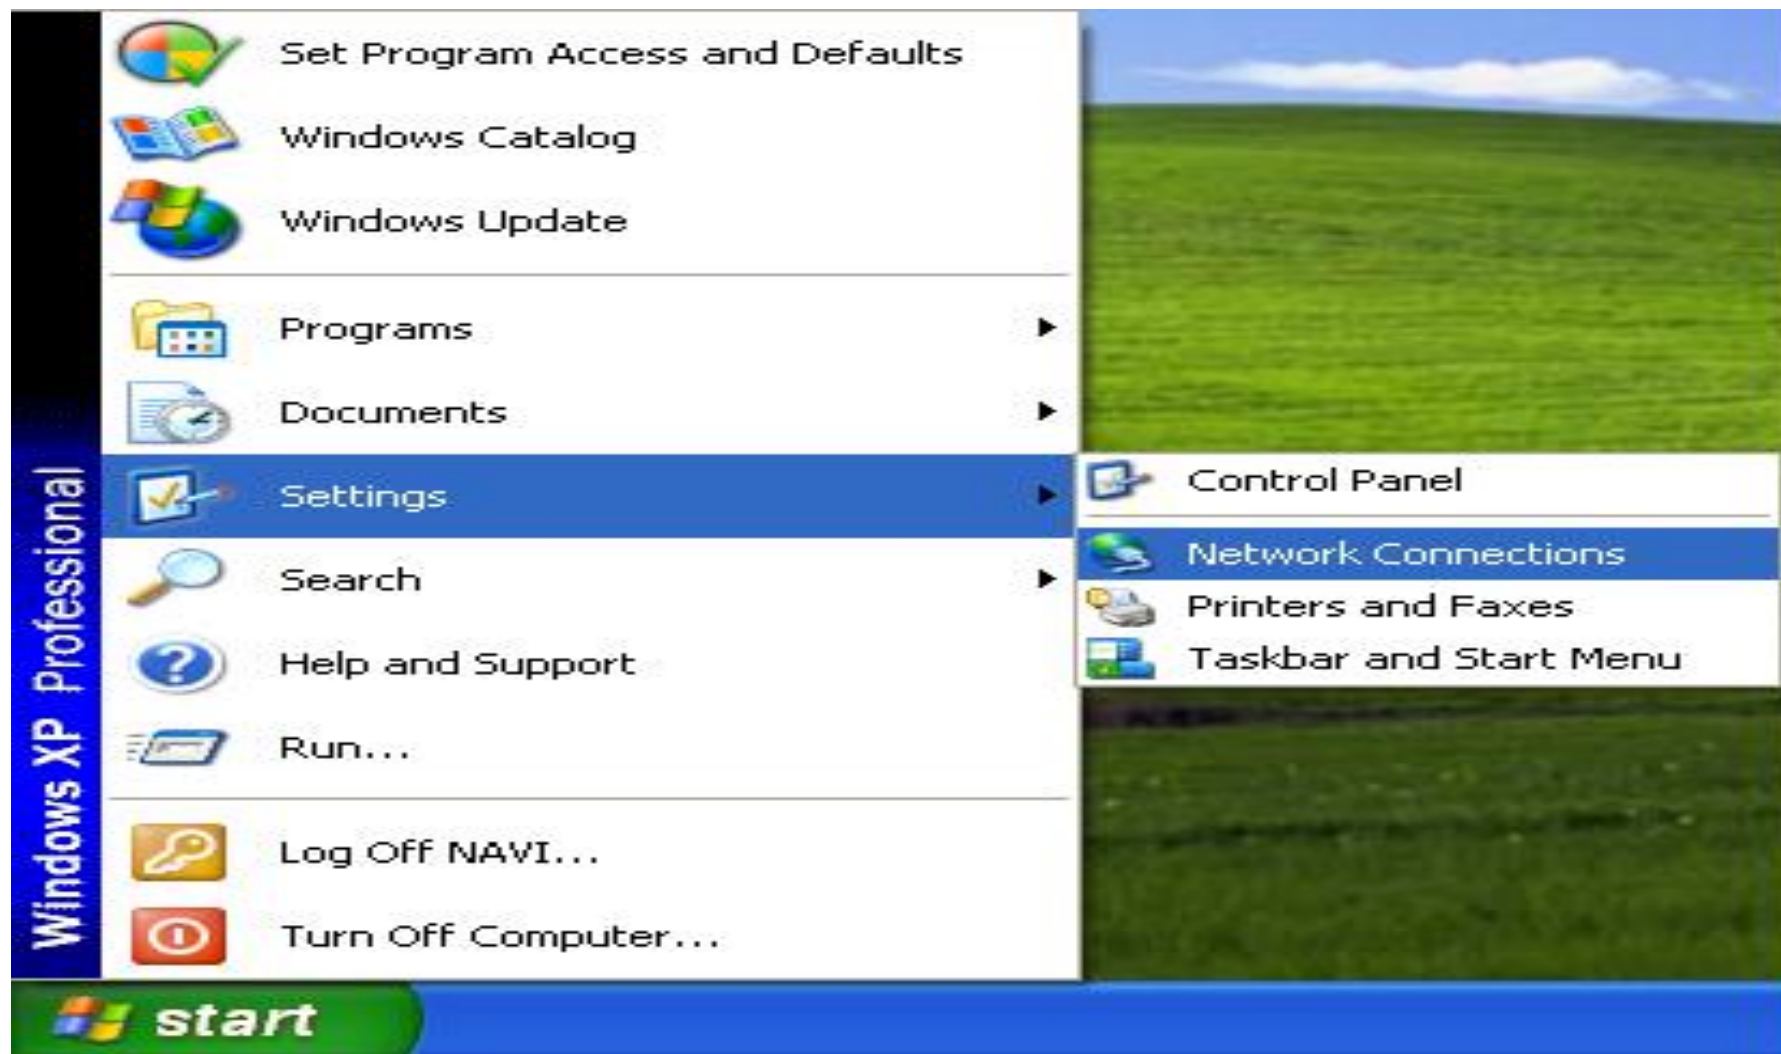 Set Program Access and Defaults
Windows Catalog
Windows Update
Programs
Documents
Settings
Search
Help and Support
Run...
Log Off NAVI...
Turn Off Computer...
Control Panel
Network Connections
Printers and Faxes
Taskbar and Start Menu
Windows XP Professional
start